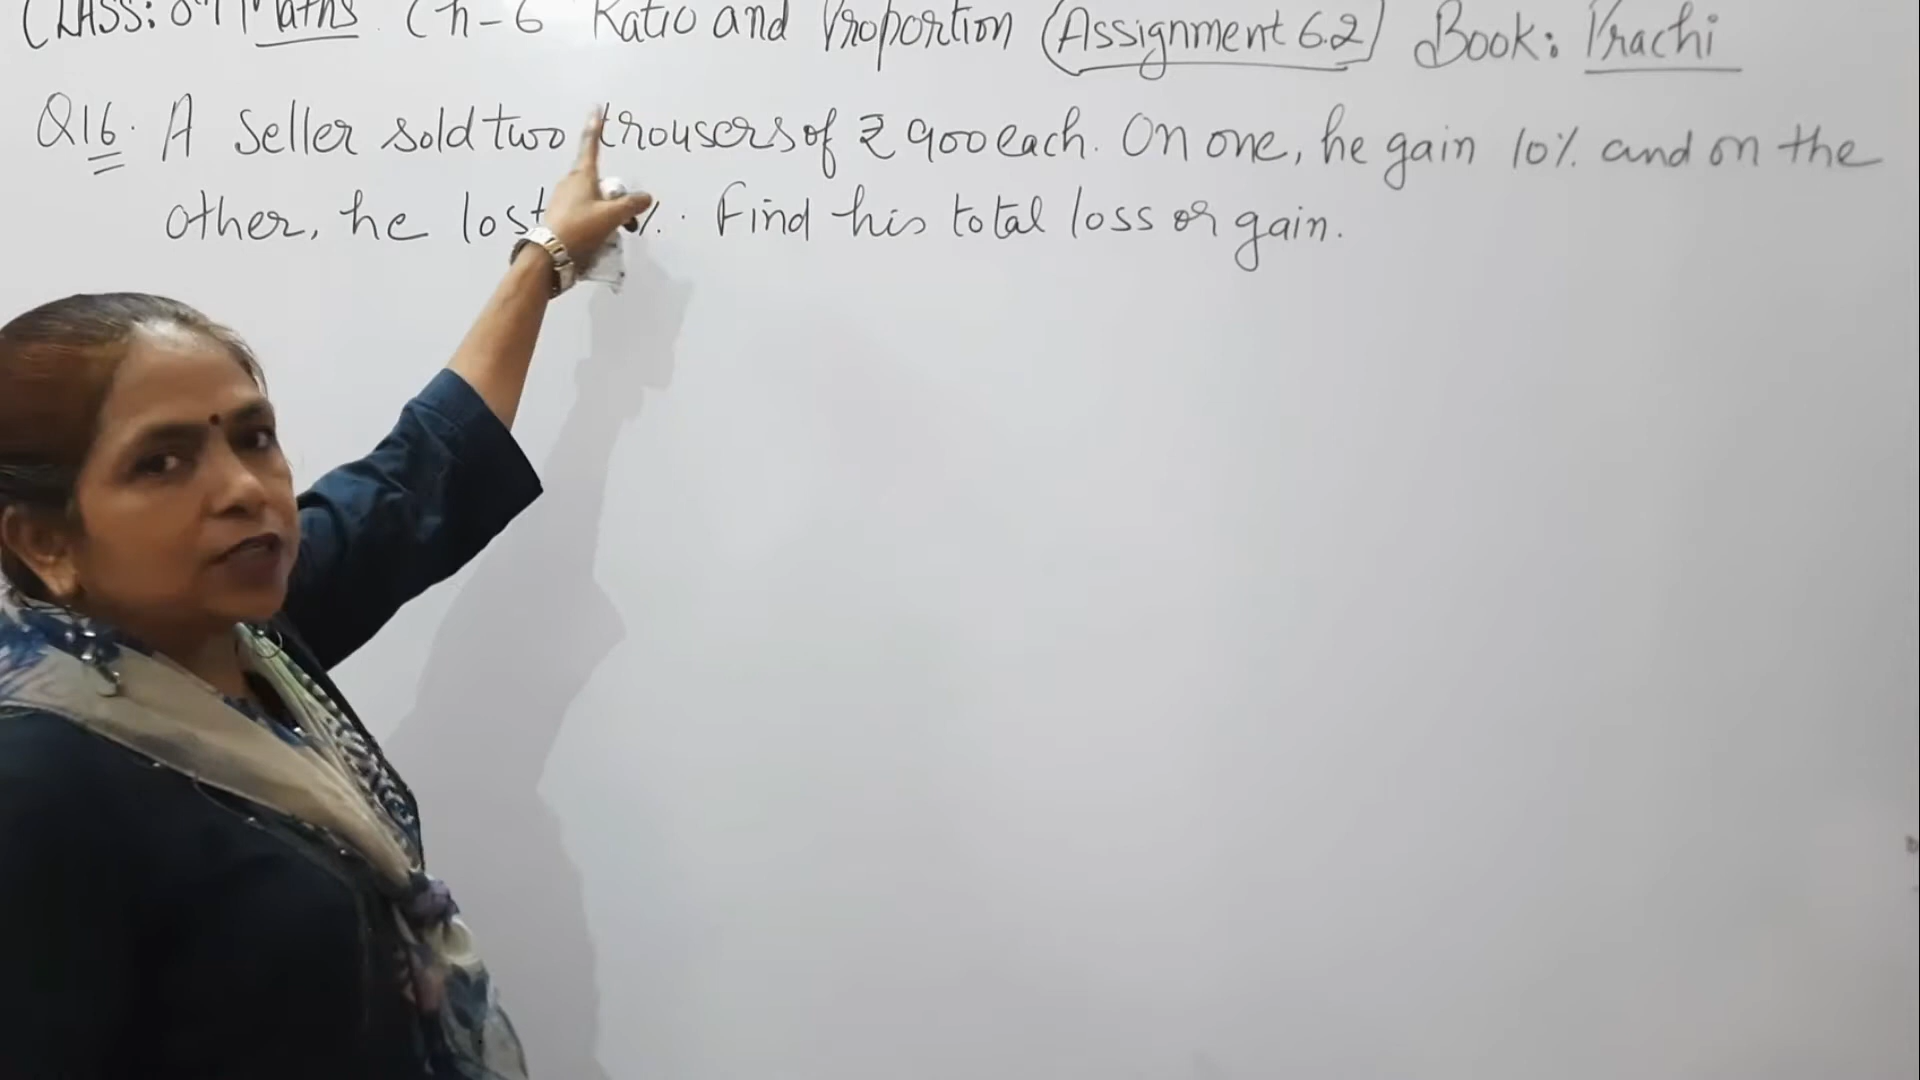 CLASS: 8th Maths. Ch-6 Ratio and Proportion (Assignment 6.2) Book: Prachi
Q16. A Seller sold two trousers of ₹ 900 each. On one, he gain 10% and on the
other, he lost %. Find his total loss or gain.